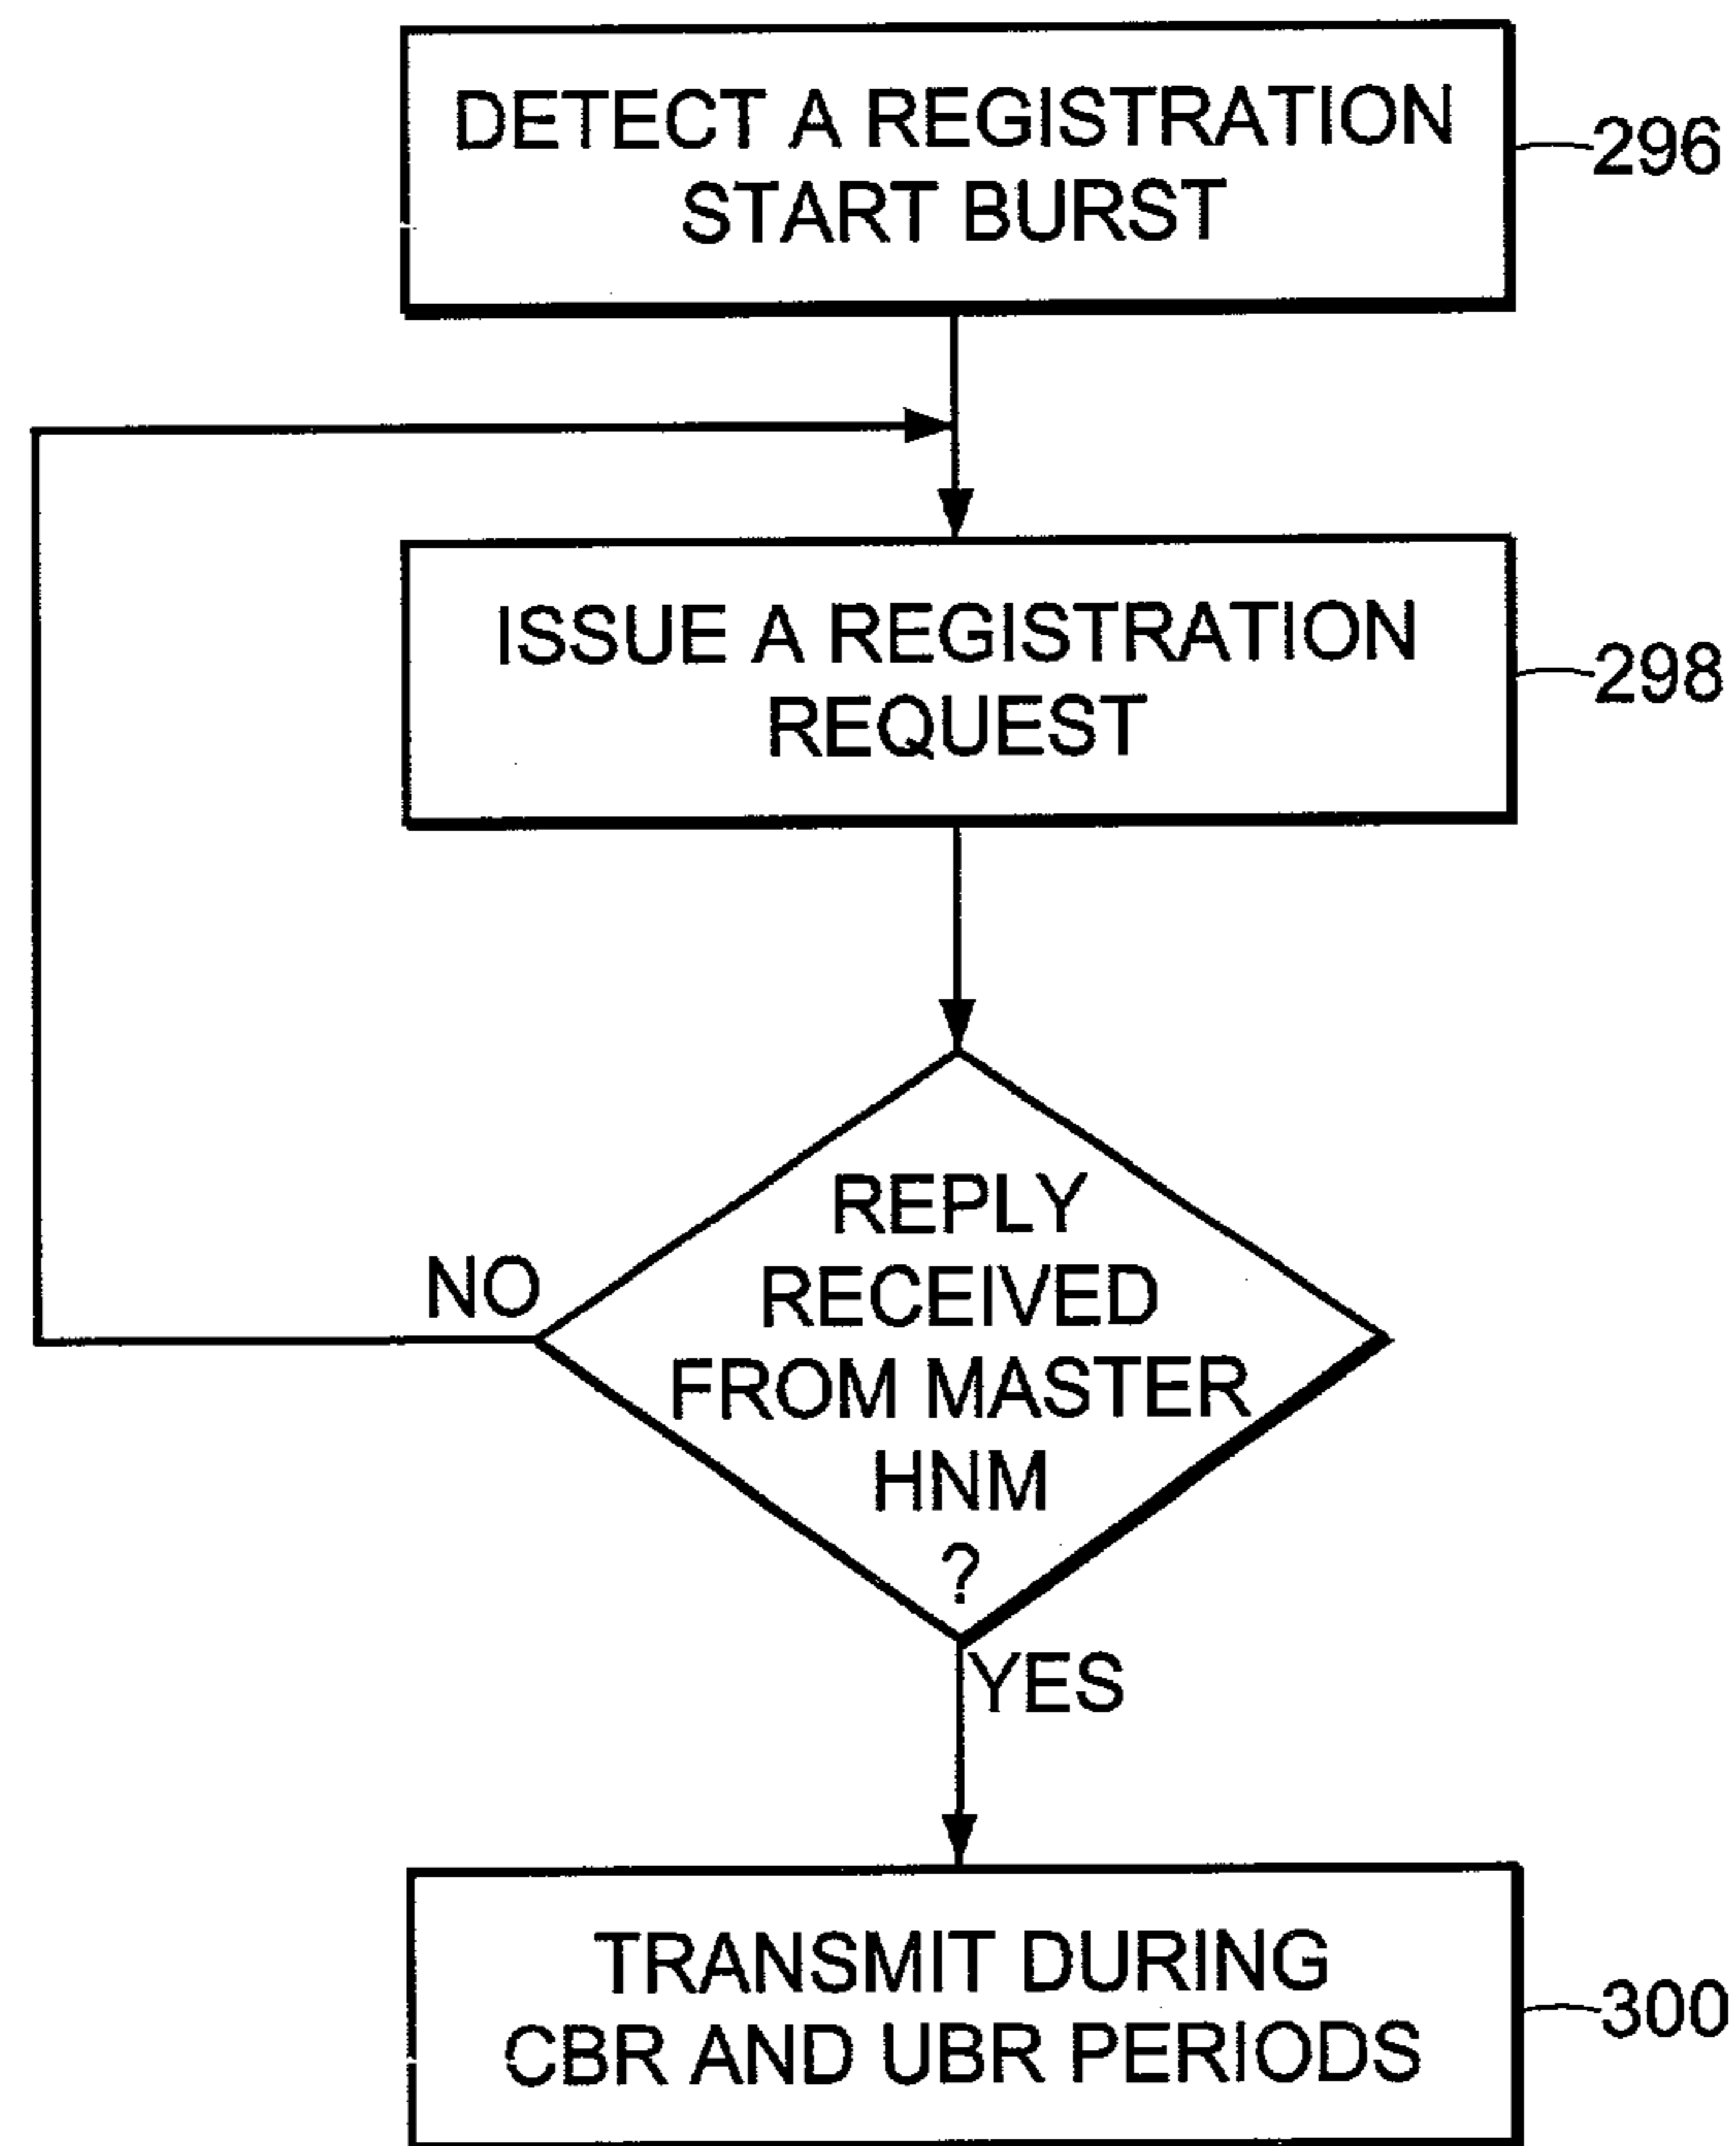 DETECT A REGISTRATION
START BURST
296
ISSUE A REGISTRATION
REQUEST
298
REPLY
RECEIVED
FROM MASTER
HNM
?
NO
YES
TRANSMIT DURING
CBR AND UBR PERIODS
300